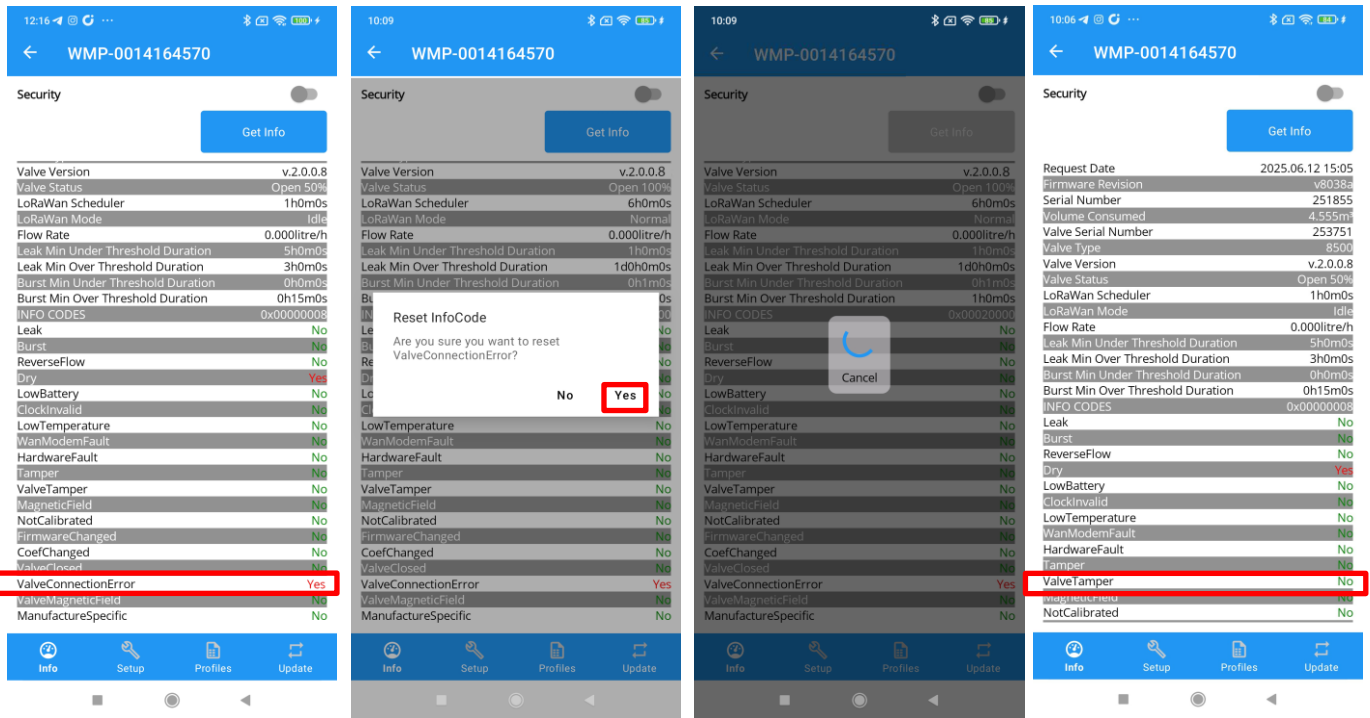 12:16 100
WMP-0014164570
Security
Get Info
Valve Version v.2.0.0.8
Valve Status Open 50%
LoRaWan Scheduler 1h0m0s
LoRaWan Mode Idle
Flow Rate 0.000litre/h
Leak Min Under Threshold Duration 5h0m0s
Leak Min Over Threshold Duration 3h0m0s
Burst Min Under Threshold Duration 0h0m0s
Burst Min Over Threshold Duration 0h15m0s
INFO CODES 0x00000008
Leak No
Burst No
ReverseFlow No
Dry Yes
LowBattery No
ClockInvalid No
LowTemperature No
WanModemFault No
HardwareFault No
Tamper No
ValveTamper No
MagneticField No
NotCalibrated No
FirmwareChanged No
CoefChanged No
ValveClosed No
ValveConnectionError Yes
ValveMagneticField No
ManufactureSpecific No
Info Setup Profiles Update
10:09
WMP-0014164570
Security
Get Info
Valve Version v.2.0.0.8
Valve Status Open 100%
LoRaWan Scheduler 6h0m0s
LoRaWan Mode Normal
Flow Rate 0.000litre/h
Leak Min Under Threshold Duration 1h0m0s
Leak Min Over Threshold Duration 1d0h0m0s
Burst Min Under Threshold Duration 0h1m0s
Reset InfoCode
Are you sure you want to reset
ValveConnectionError?
No Yes
LowTemperature No
WanModemFault No
HardwareFault No
Tamper No
ValveTamper No
MagneticField No
NotCalibrated No
FirmwareChanged No
CoefChanged No
ValveClosed No
ValveConnectionError Yes
ValveMagneticField No
ManufactureSpecific No
Info Setup Profiles Update
10:09
WMP-0014164570
Security
Get Info
Valve Version v.2.0.0.8
Valve Status Open 100%
LoRaWan Scheduler 6h0m0s
LoRaWan Mode Normal
Flow Rate 0.000litre/h
Leak Min Under Threshold Duration 1h0m0s
Leak Min Over Threshold Duration 1d0h0m0s
Burst Min Under Threshold Duration 0h1m0s
Burst Min Over Threshold Duration 1h0m0s
INFO CODES 0x00020000
Leak No
Burst No
ReverseFlow No
Dry No
Cancel
LowBattery No
ClockInvalid No
LowTemperature No
WanModemFault No
HardwareFault No
Tamper No
ValveTamper No
MagneticField No
NotCalibrated No
FirmwareChanged No
CoefChanged No
ValveClosed No
ValveConnectionError Yes
ValveMagneticField No
ManufactureSpecific No
Info Setup Profiles Update
10:06
WMP-0014164570
Security
Get Info
Request Date 2025.06.12 15:05
Firmware Revision v8038a
Serial Number 251855
Volume Consumed 4.555m³
Valve Serial Number 253751
Valve Type 8500
Valve Version v.2.0.0.8
Valve Status Open 50%
LoRaWan Scheduler 1h0m0s
LoRaWan Mode Idle
Flow Rate 0.000litre/h
Leak Min Under Threshold Duration 5h0m0s
Leak Min Over Threshold Duration 3h0m0s
Burst Min Under Threshold Duration 0h0m0s
Burst Min Over Threshold Duration 0h15m0s
INFO CODES 0x00000008
Leak No
Burst No
ReverseFlow No
Dry Yes
LowBattery No
ClockInvalid No
LowTemperature No
WanModemFault No
HardwareFault No
Tamper No
ValveTamper No
MagneticField No
NotCalibrated No
Info Setup Profiles Update